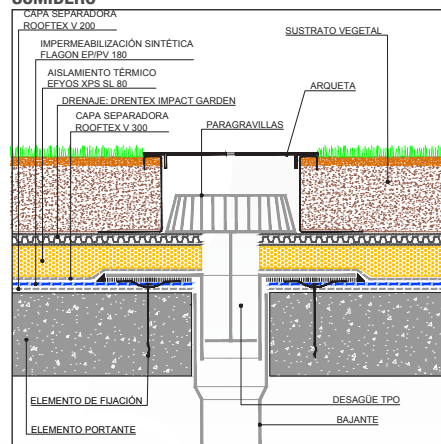 SUMIDERO
CAPA SEPARADORA
ROOFTEX V 200
IMPERMEABILIZACIÓN SINTÉTICA
FLAGON EP/PV 180
AISLAMIENTO TÉRMICO
EFYOS XPS SL 80
DRENAJE: DRENTEX IMPACT GARDEN
CAPA SEPARADORA
ROOFTEX V 300
PARAGRAVILLAS
SUSTRATO VEGETAL
ARQUETA
ELEMENTO DE FIJACIÓN
ELEMENTO PORTANTE
DESAGÜE TPO
BAJANTE